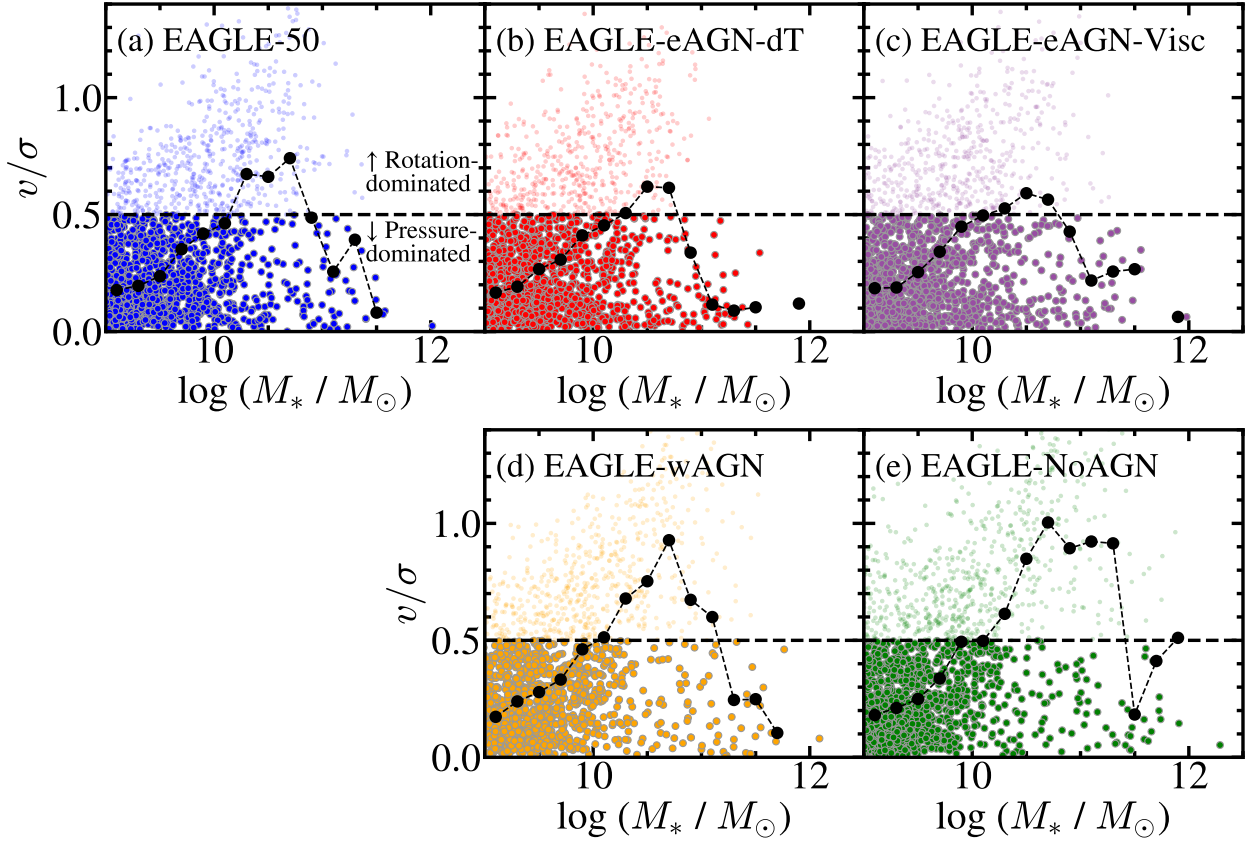 (a) EAGLE-50
(b) EAGLE-eAGN-dT
(c) EAGLE-eAGN-Visc
1.0
0.5
0.0
v/σ
↑ Rotation-
dominated
↓ Pressure-
dominated
10 12
10 12
10 12
log (M* / M⊙)
log (M* / M⊙)
log (M* / M⊙)
(d) EAGLE-wAGN
(e) EAGLE-NoAGN
1.0
0.5
0.0
v/σ
10 12
10 12
log (M* / M⊙)
log (M* / M⊙)